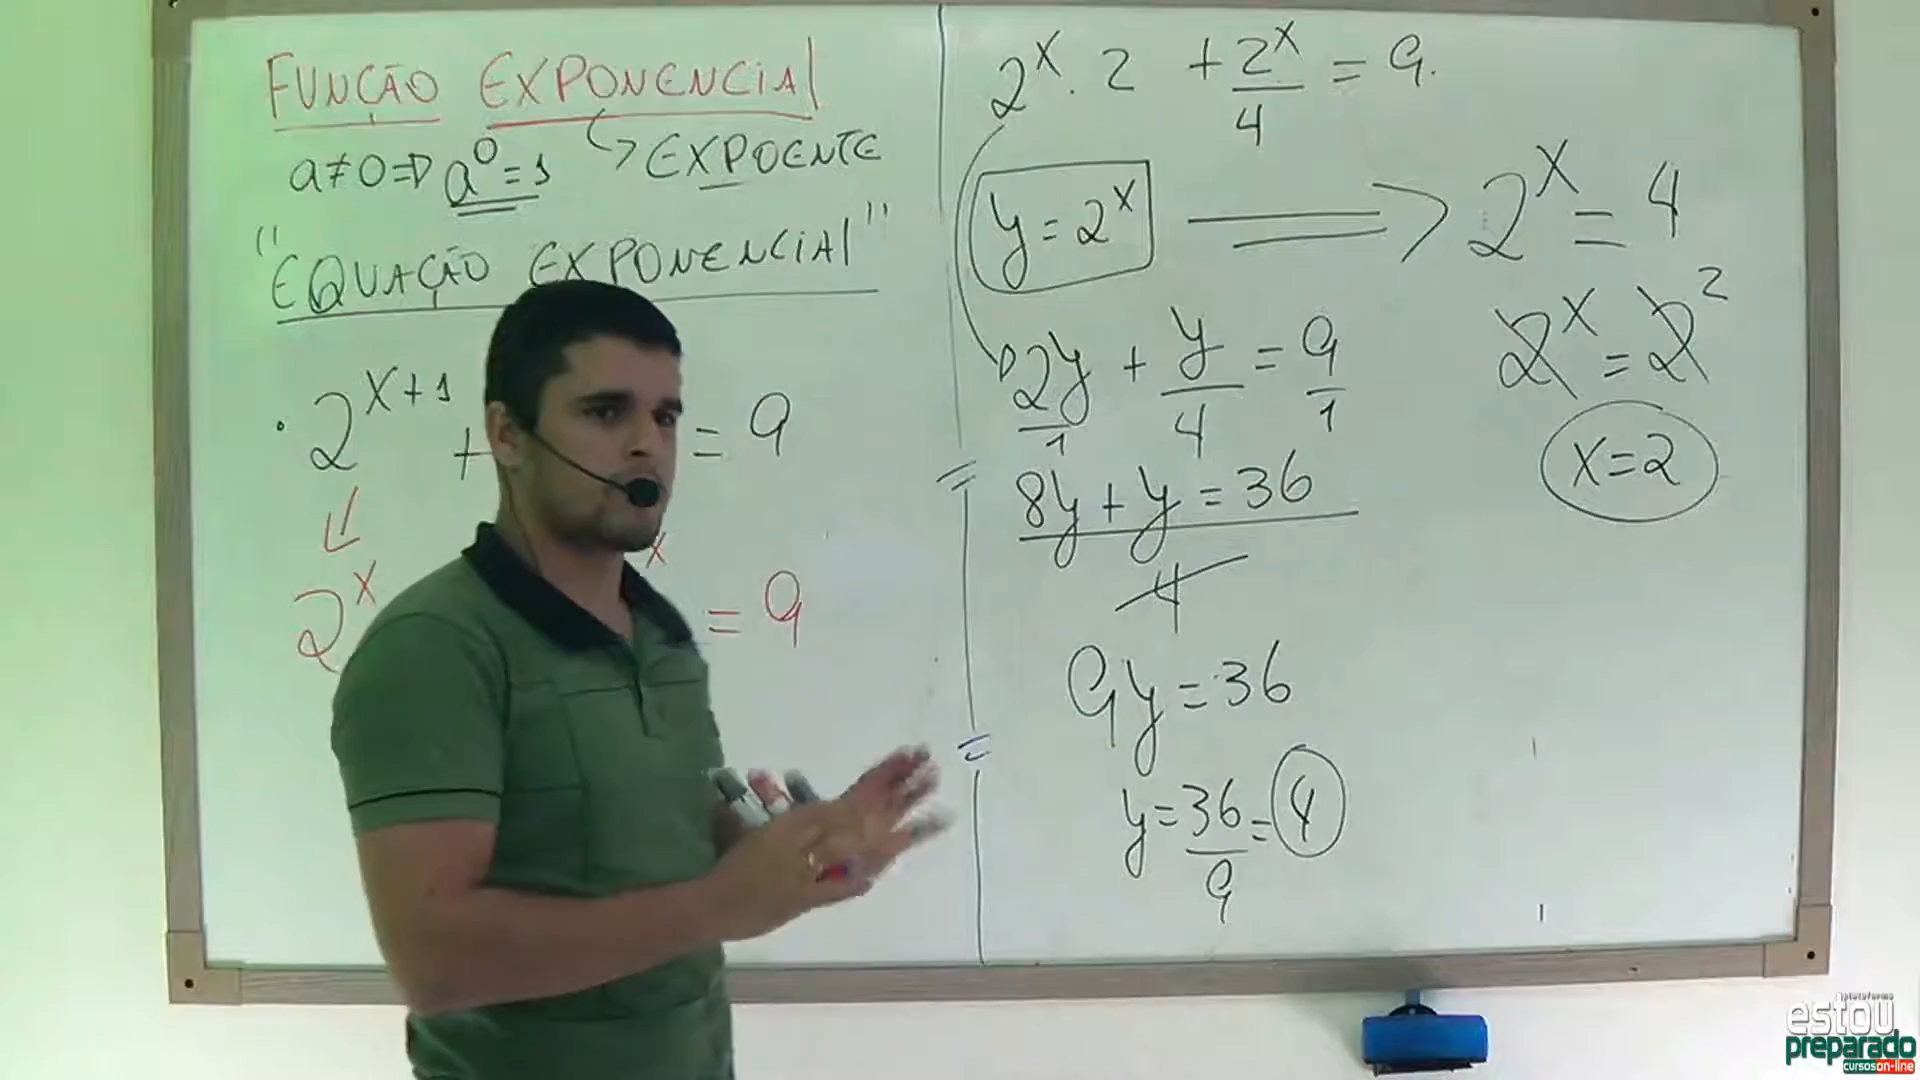 FUNÇÃO EXPONENCIAL
a≠0⇒a⁰=1 ↪ EXPOENTE
"EQUAÇÃO EXPONENCIAL"
• 2^(x+1) + = 9
2^x x = 9
2^x . 2 + 2^x/4 = 9.
y = 2^x ⇒ 2^x = 4
2y/1 + y/4 = 9/1
2^x = 2^2
x=2
8y + y = 36
4
9y = 36
y = 36/9 = 4
plataforma
estou
preparado
cursos on-line